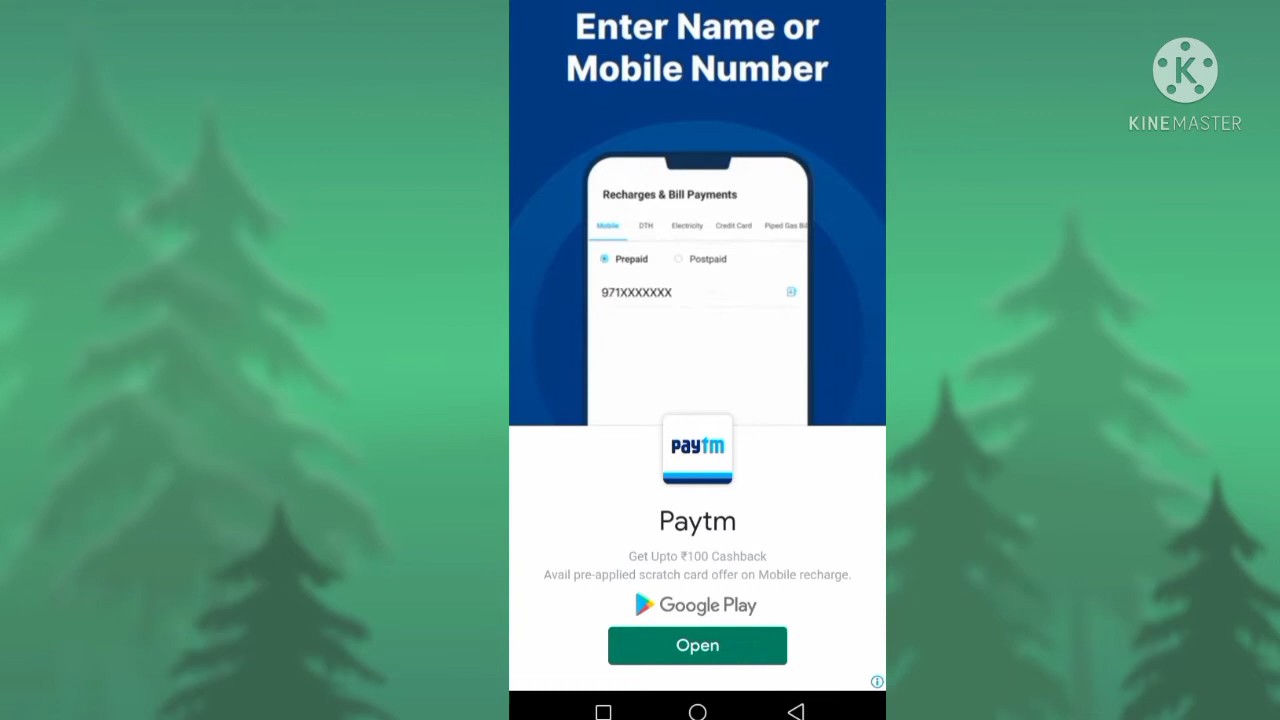 Enter Name or
Mobile Number
K
KINEMASTER
Recharges & Bill Payments
Mobile DTH Electricity Credit Card Piped Gas Bil
Prepaid Postpaid
971XXXXXXX
paytm
Paytm
Get Upto ₹100 Cashback
Avail pre-applied scratch card offer on Mobile recharge.
Google Play
Open